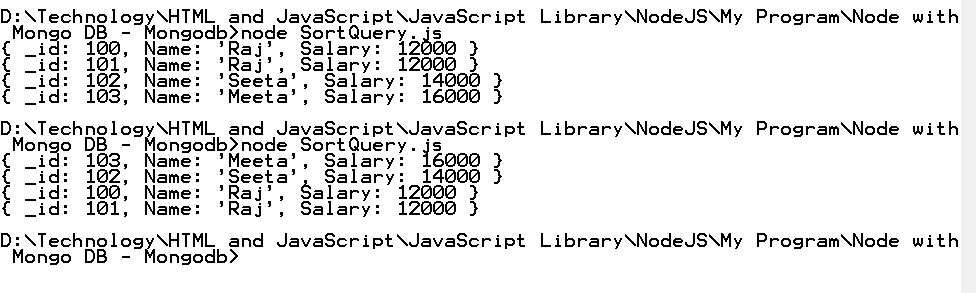 D:\Technology\HTML and JavaScript\JavaScript Library\NodeJS\My Program\Node with
 Mongo DB - Mongodb>node SortQuery.js
{ _id: 100, Name: 'Raj', Salary: 12000 }
{ _id: 101, Name: 'Raj', Salary: 12000 }
{ _id: 102, Name: 'Seeta', Salary: 14000 }
{ _id: 103, Name: 'Meeta', Salary: 16000 }

D:\Technology\HTML and JavaScript\JavaScript Library\NodeJS\My Program\Node with
 Mongo DB - Mongodb>node SortQuery.js
{ _id: 103, Name: 'Meeta', Salary: 16000 }
{ _id: 102, Name: 'Seeta', Salary: 14000 }
{ _id: 100, Name: 'Raj', Salary: 12000 }
{ _id: 101, Name: 'Raj', Salary: 12000 }

D:\Technology\HTML and JavaScript\JavaScript Library\NodeJS\My Program\Node with
 Mongo DB - Mongodb>